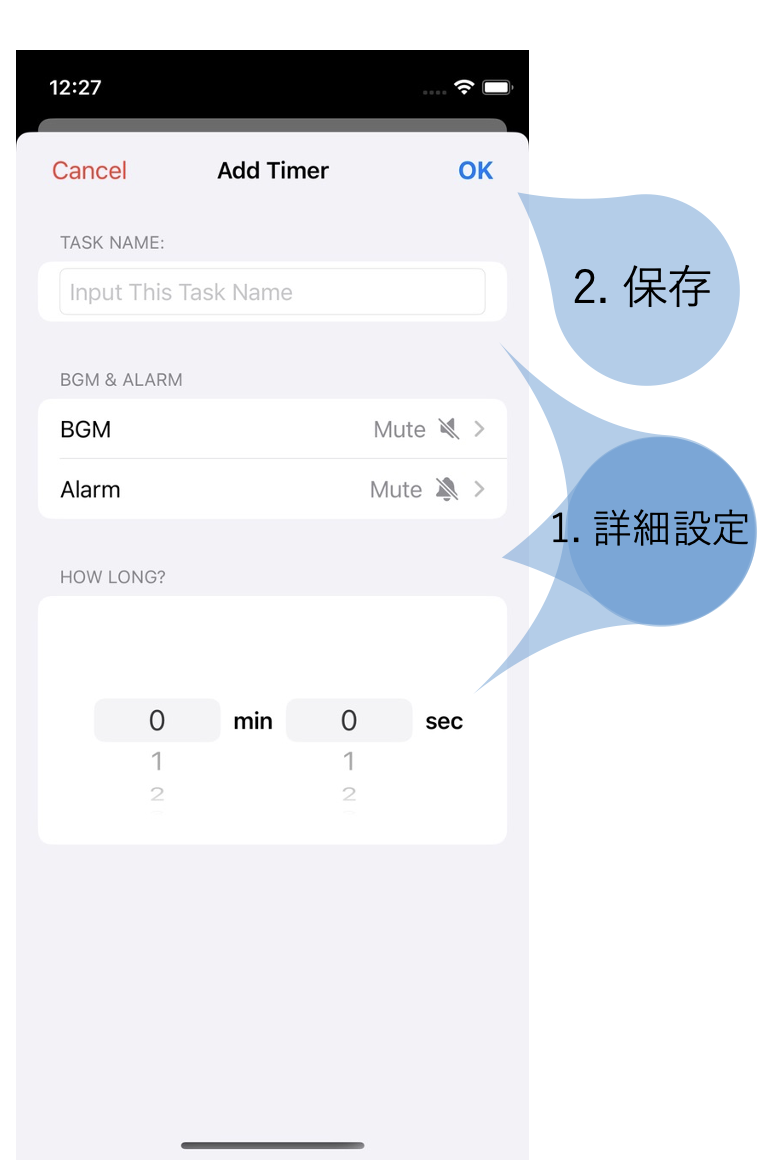 12:27
Cancel Add Timer OK
TASK NAME:
Input This Task Name
2. 保存
BGM & ALARM
BGM Mute
Alarm Mute
1. 詳細設定
HOW LONG?
0 min 0 sec
1 1
2 2